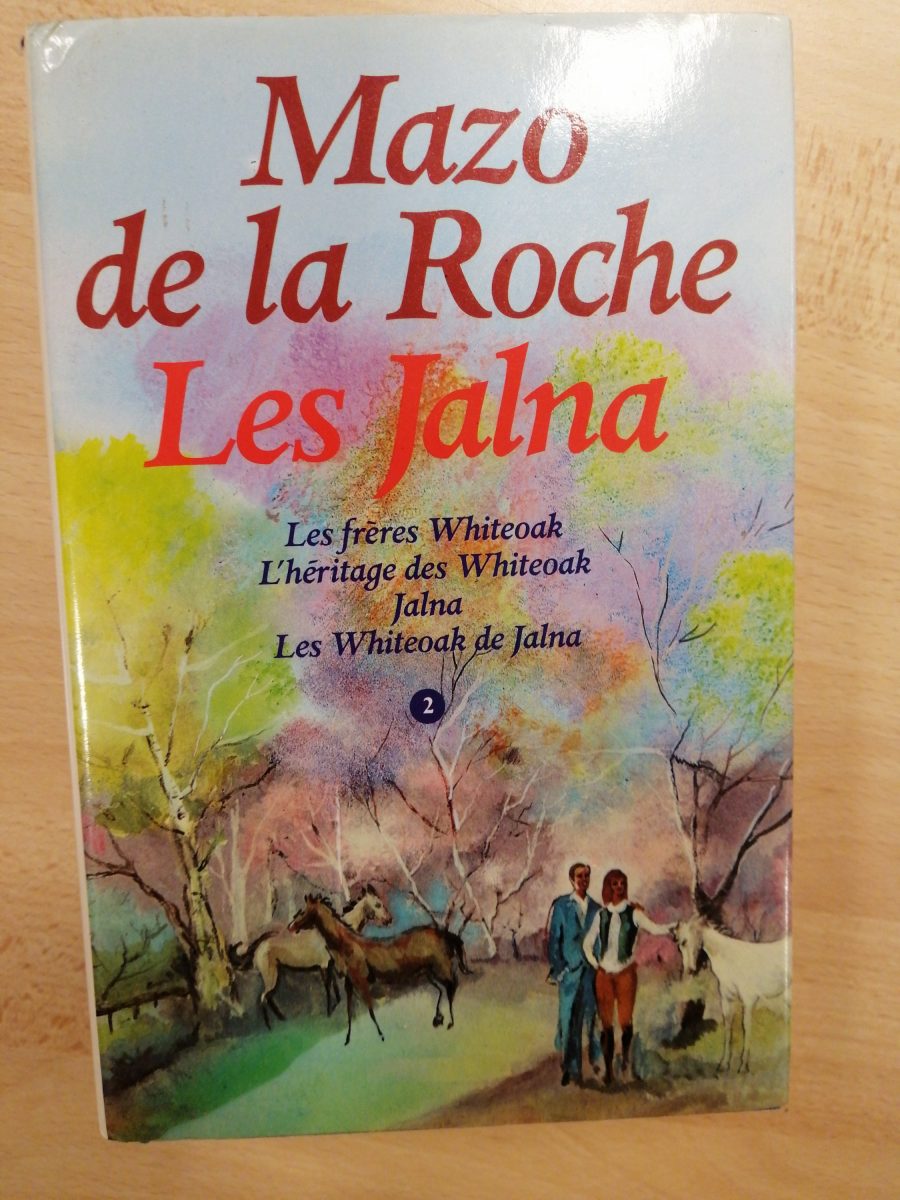 Mazo
de la Roche
Les Jalna
Les frères Whiteoak
L'héritage des Whiteoak
Jalna
Les Whiteoak de Jalna
2